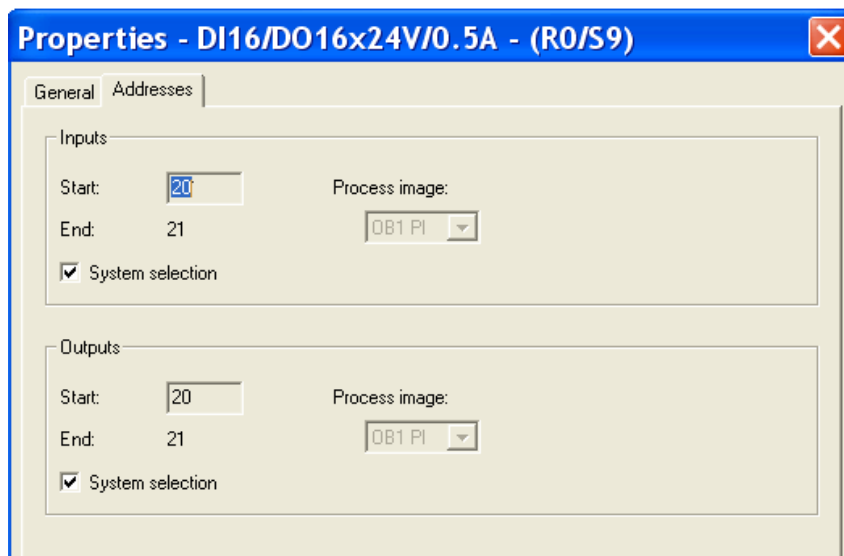 Properties - DI16/DO16x24V/0.5A - (R0/S9)
General Addresses
Inputs
Start: 20 Process image:
End: 21 OB1 PI
System selection
Outputs
Start: 20 Process image:
End: 21 OB1 PI
System selection